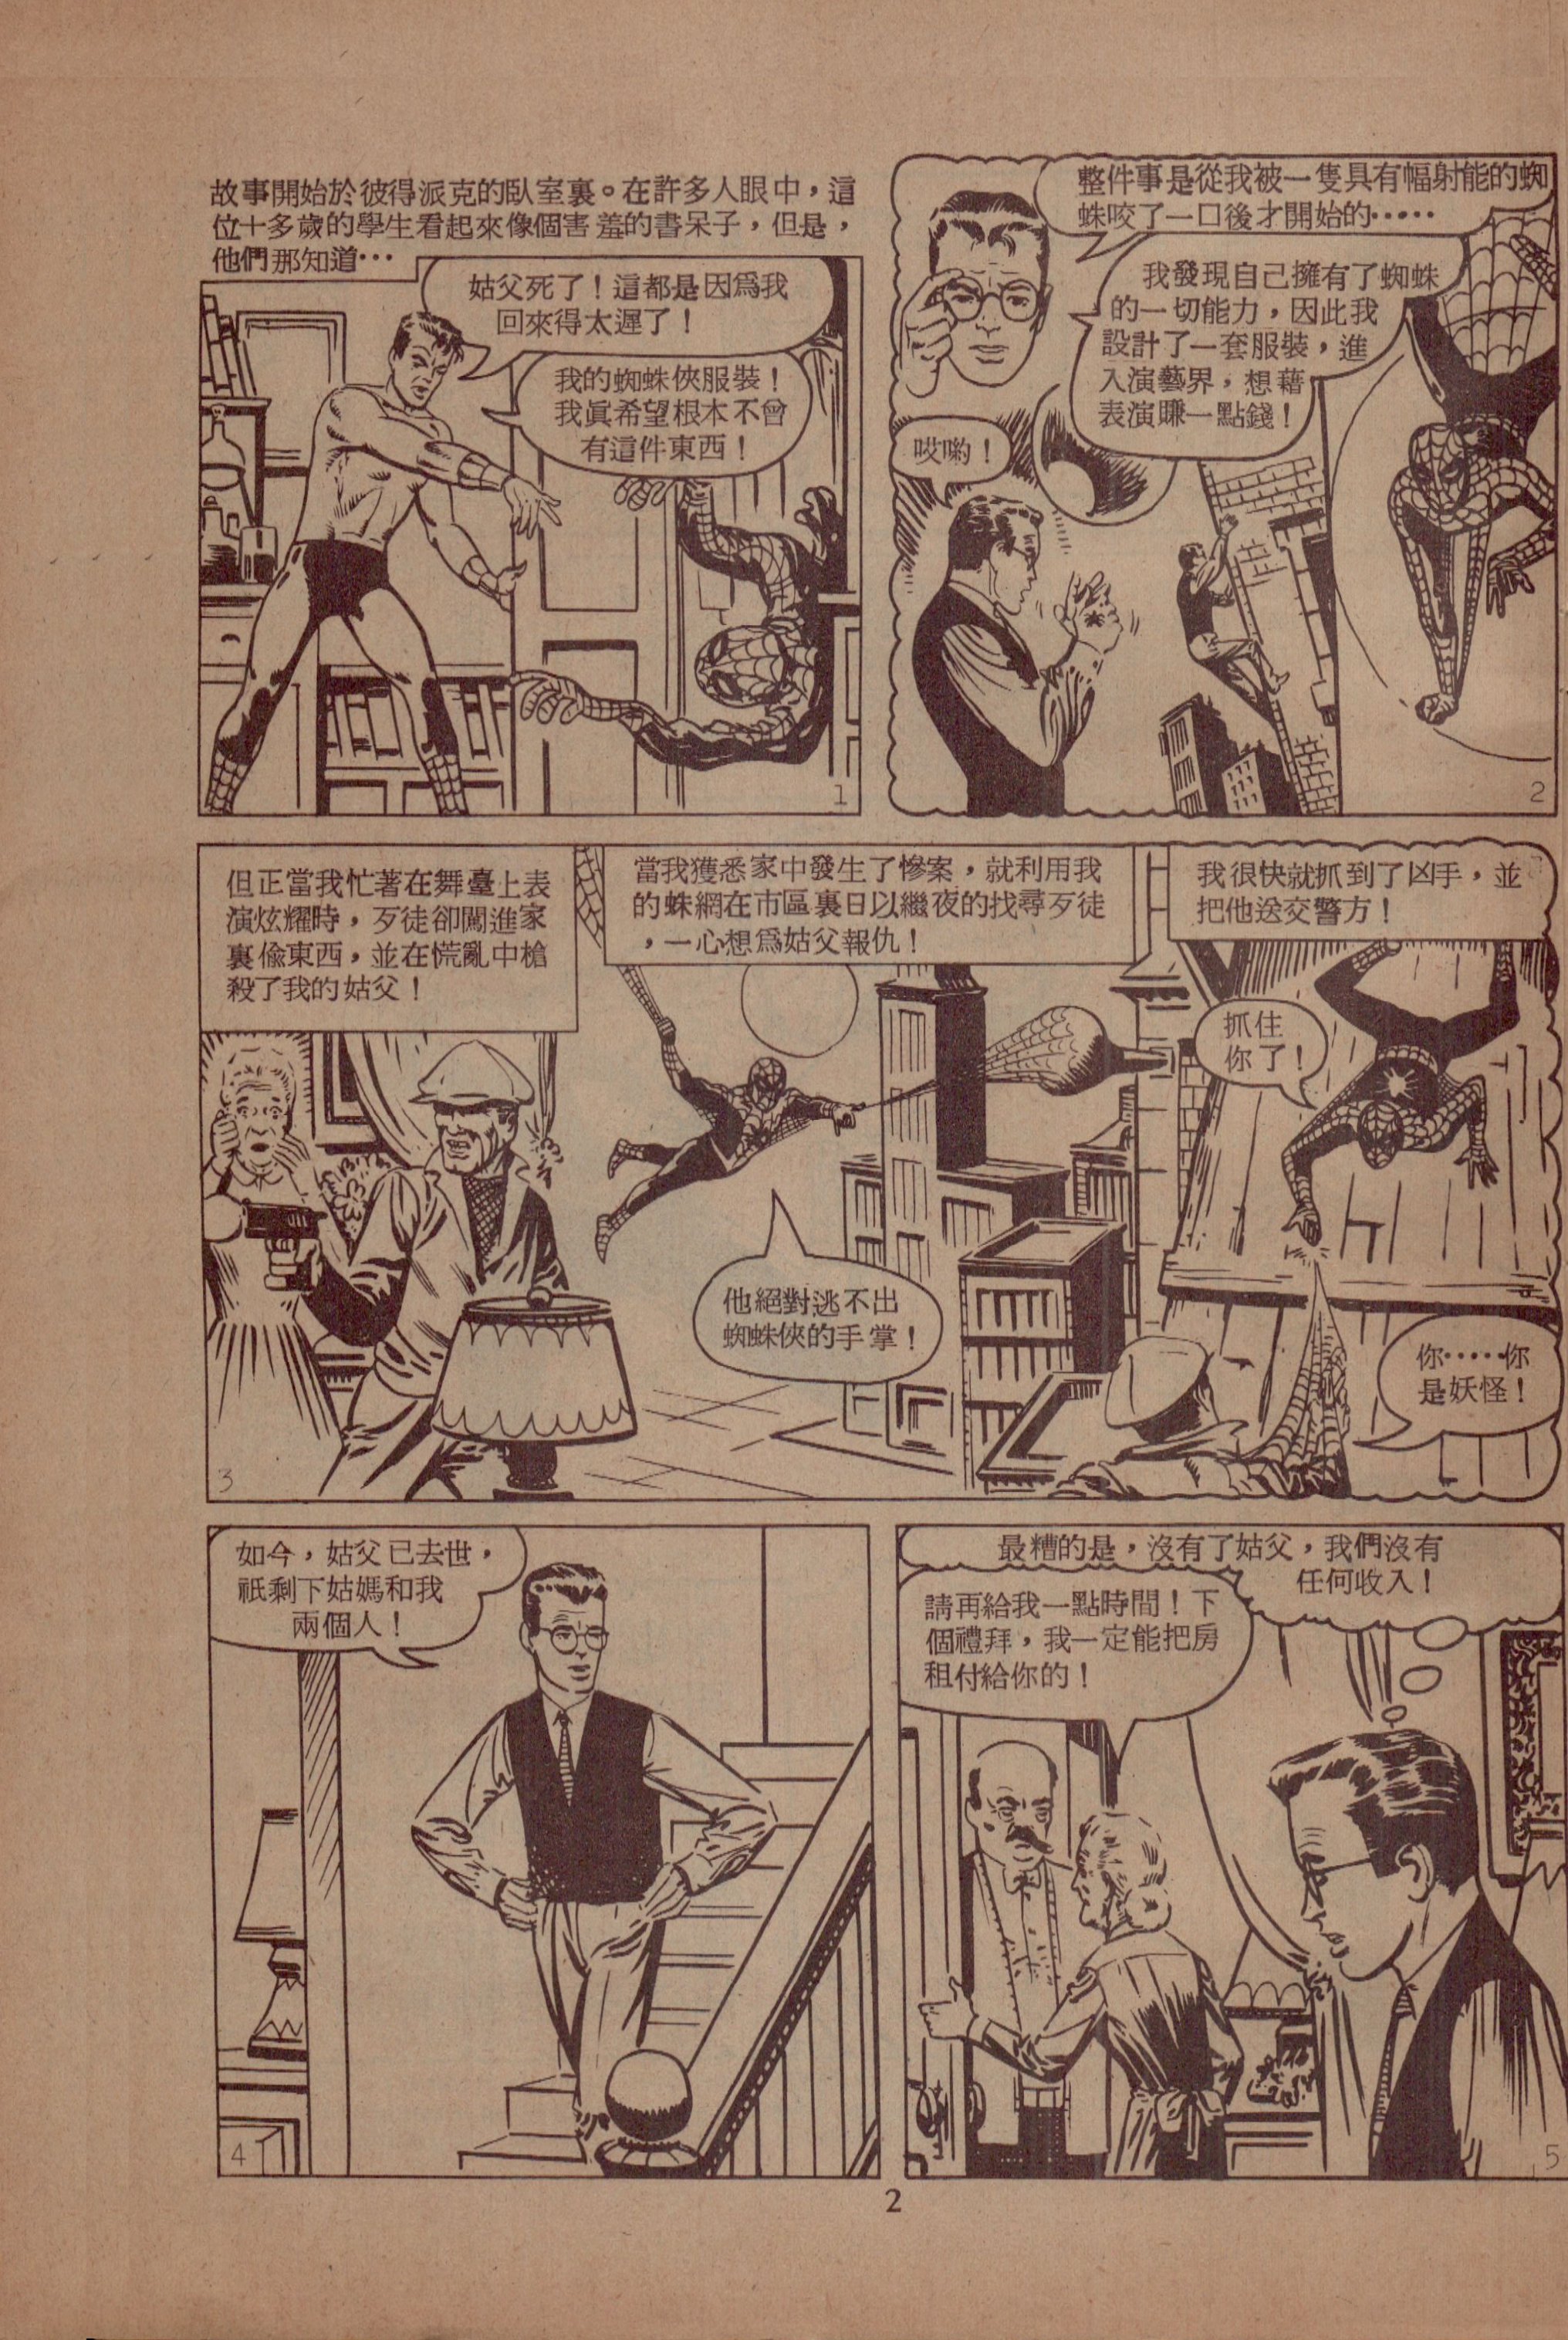 故事開始於彼得派克的臥室裏。在許多人眼中，這
位十多歲的學生看起來像個害羞的書呆子，但是，
他們那知道⋯
姑父死了！這都是因爲我
回來得太遲了！
我的蜘蛛俠服裝！
我眞希望根本不曾
有這件東西！
1
整件事是從我被一隻具有幅射能的蜘
蛛咬了一口後才開始的⋯⋯
我發現自己擁有了蜘蛛
的一切能力，因此我
設計了一套服裝，進
入演藝界，想藉
表演賺一點錢！
哎喲！
2
但正當我忙著在舞臺上表
演炫耀時，歹徒卻闖進家
裏偸東西，並在慌亂中槍
殺了我的姑父！
當我獲悉家中發生了慘案，就利用我
的蛛網在市區裏日以繼夜的找尋歹徒
，一心想爲姑父報仇！
他絕對逃不出
蜘蛛俠的手掌！
我很快就抓到了凶手，並
把他送交警方！
抓住
你了！
你⋯⋯你
是妖怪！
3
如今，姑父已去世，
祇剩下姑媽和我
兩個人！
4
最糟的是，沒有了姑父，我們沒有
任何收入！
請再給我一點時間！下
個禮拜，我一定能把房
租付給你的！
5
2